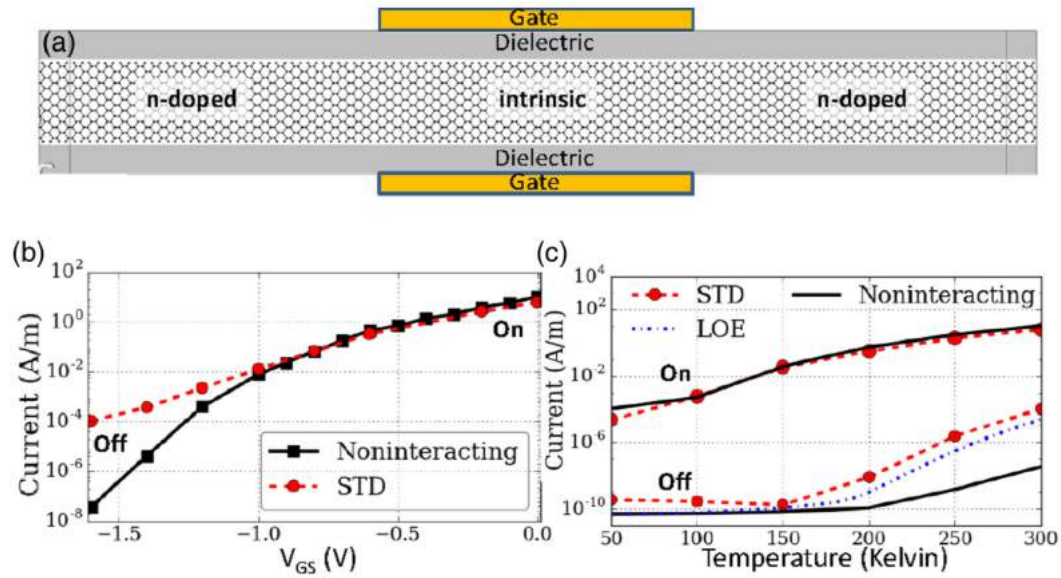 Gate
(a)
Dielectric
n-doped intrinsic n-doped
Dielectric
Gate
(b)
Current (A/m)
10^2
10^0
10^-2
10^-4
10^-6
10^-8
On
Off
Noninteracting
STD
−1.5 −1.0 −0.5 0.0
V_GS (V)
(c)
Current (A/m)
10^4
10^2
10^-2
10^-6
10^-10
STD Noninteracting
LOE
On
Off
50 100 150 200 250 300
Temperature (Kelvin)